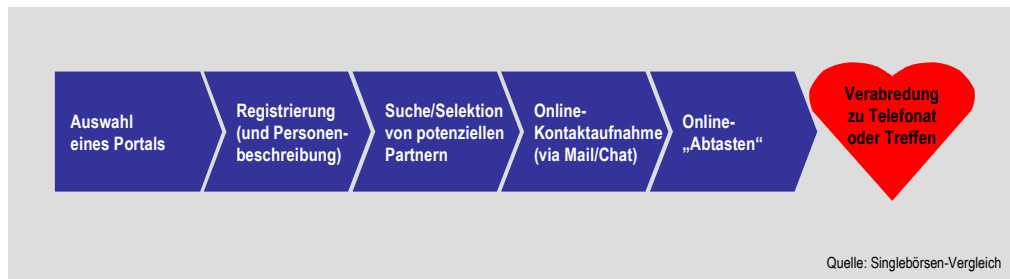 Auswahl
eines Portals
Registrierung
(und Personen-
beschreibung)
Suche/Selektion
von potenziellen
Partnern
Online-
Kontaktaufnahme
(via Mail/Chat)
Online-
„Abtasten“
Verabredung
zu Telefonat
oder Treffen
Quelle: Singlebörsen-Vergleich